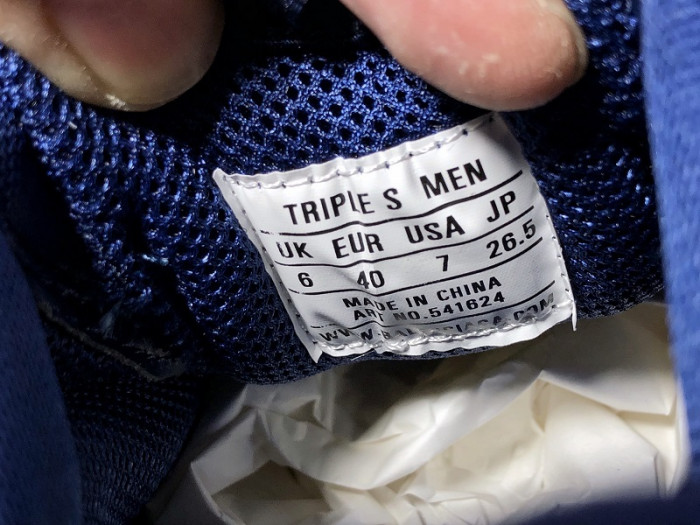 TRIPLE S MEN
UK EUR USA JP
6 40 7 26.5
MADE IN CHINA
ART NO.541624